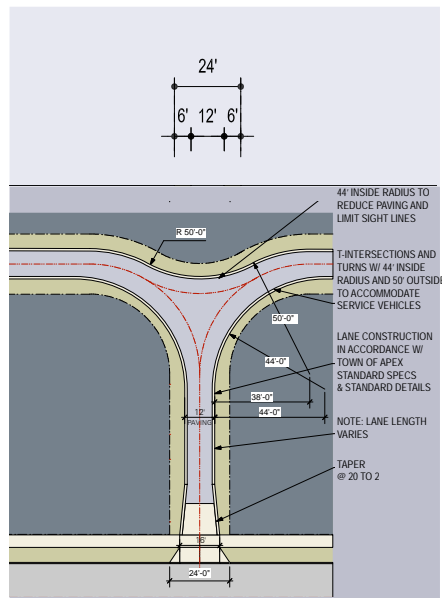 24'
6' 12' 6'
44' INSIDE RADIUS TO
REDUCE PAVING AND
LIMIT SIGHT LINES
R 50'-0"
T-INTERSECTIONS AND
TURNS W/ 44' INSIDE
RADIUS AND 50' OUTSIDE
TO ACCOMMODATE
SERVICE VEHICLES
50'-0"
LANE CONSTRUCTION
IN ACCORDANCE W/
TOWN OF APEX
STANDARD SPECS
& STANDARD DETAILS
44'-0"
38'-0"
12'
PAVING
44'-0"
NOTE: LANE LENGTH
VARIES
TAPER
@ 20 TO 2
16'
24'-0"